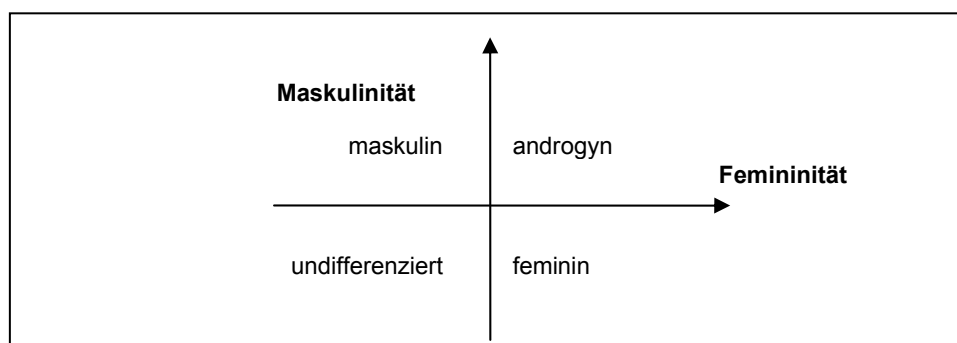 Maskulinität
maskulin androgyn
Femininität
undifferenziert feminin